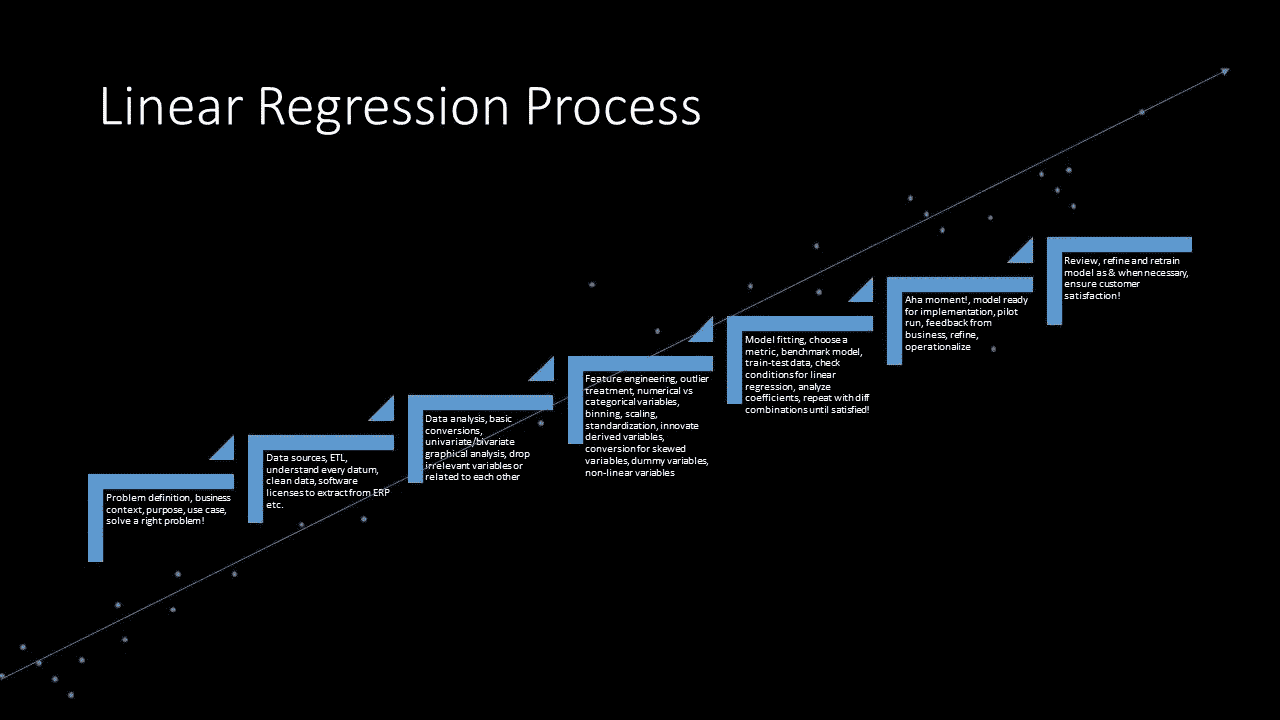 Linear Regression Process
Problem definition, business
context, purpose, use case,
solve a right problem!
Data sources, ETL,
understand every datum,
clean data, software
licenses to extract from ERP
etc.
Data analysis, basic
conversions,
univariate/bivariate
graphical analysis, drop
irrelevant variables or
related to each other
Feature engineering, outlier
treatment, numerical vs
categorical variables,
binning, scaling,
standardization, innovate
derived variables,
conversion for skewed
variables, dummy variables,
non-linear variables
Model fitting, choose a
metric, benchmark model,
train-test data, check
conditions for linear
regression, analyze
coefficients, repeat with diff
combinations until satisfied!
Aha moment!, model ready
for implementation, pilot
run, feedback from
business, refine,
operationalize
Review, refine and retrain
model as & when necessary,
ensure customer
satisfaction!